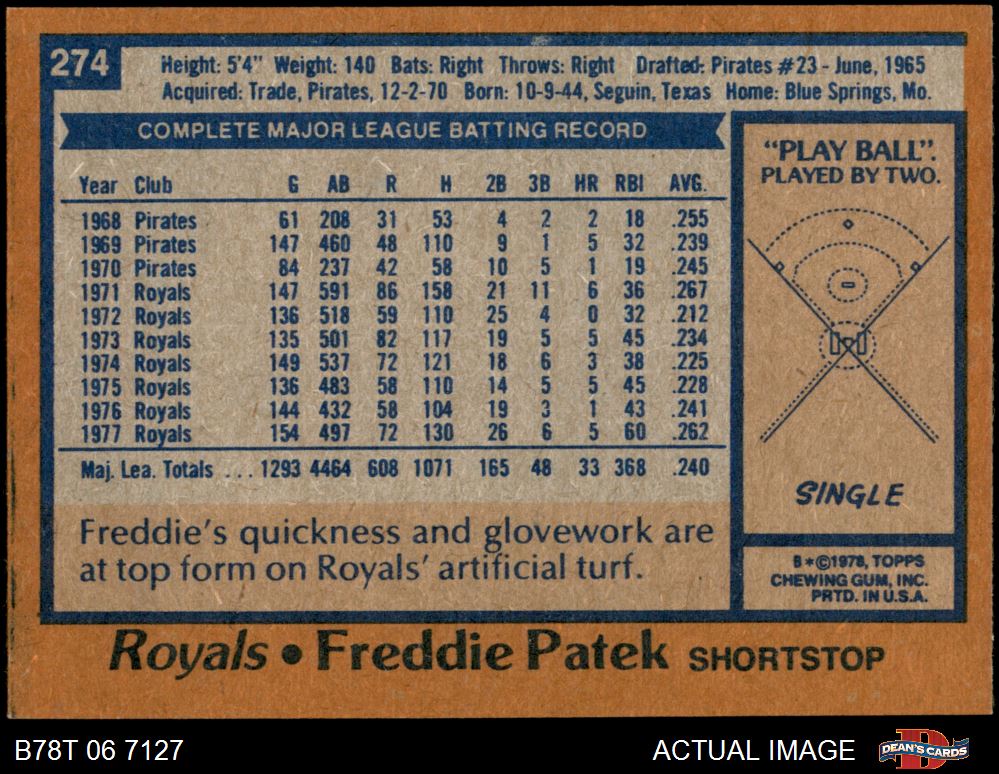 274
Height: 5'4" Weight: 140 Bats: Right Throws: Right Drafted: Pirates #23 - June, 1965
Acquired: Trade, Pirates, 12-2-70 Born: 10-9-44, Seguin, Texas Home: Blue Springs, Mo.
COMPLETE MAJOR LEAGUE BATTING RECORD
Year Club G AB R H 2B 3B HR RBI AVG.
1968 Pirates 61 208 31 53 4 2 2 18 .255
1969 Pirates 147 460 48 110 9 1 5 32 .239
1970 Pirates 84 237 42 58 10 5 1 19 .245
1971 Royals 147 591 86 158 21 11 6 36 .267
1972 Royals 136 518 59 110 25 4 0 32 .212
1973 Royals 135 501 82 117 19 5 5 45 .234
1974 Royals 149 537 72 121 18 6 3 38 .225
1975 Royals 136 483 58 110 14 5 5 45 .228
1976 Royals 144 432 58 104 19 3 1 43 .241
1977 Royals 154 497 72 130 26 6 5 60 .262
Maj. Lea. Totals ... 1293 4464 608 1071 165 48 33 368 .240
Freddie's quickness and glovework are
at top form on Royals' artificial turf.
"PLAY BALL".
PLAYED BY TWO.
SINGLE
B*©1978, TOPPS
CHEWING GUM, INC.
PRTD. IN U.S.A.
Royals • Freddie Patek SHORTSTOP
B78T 06 7127
ACTUAL IMAGE
DEAN'S CARDS